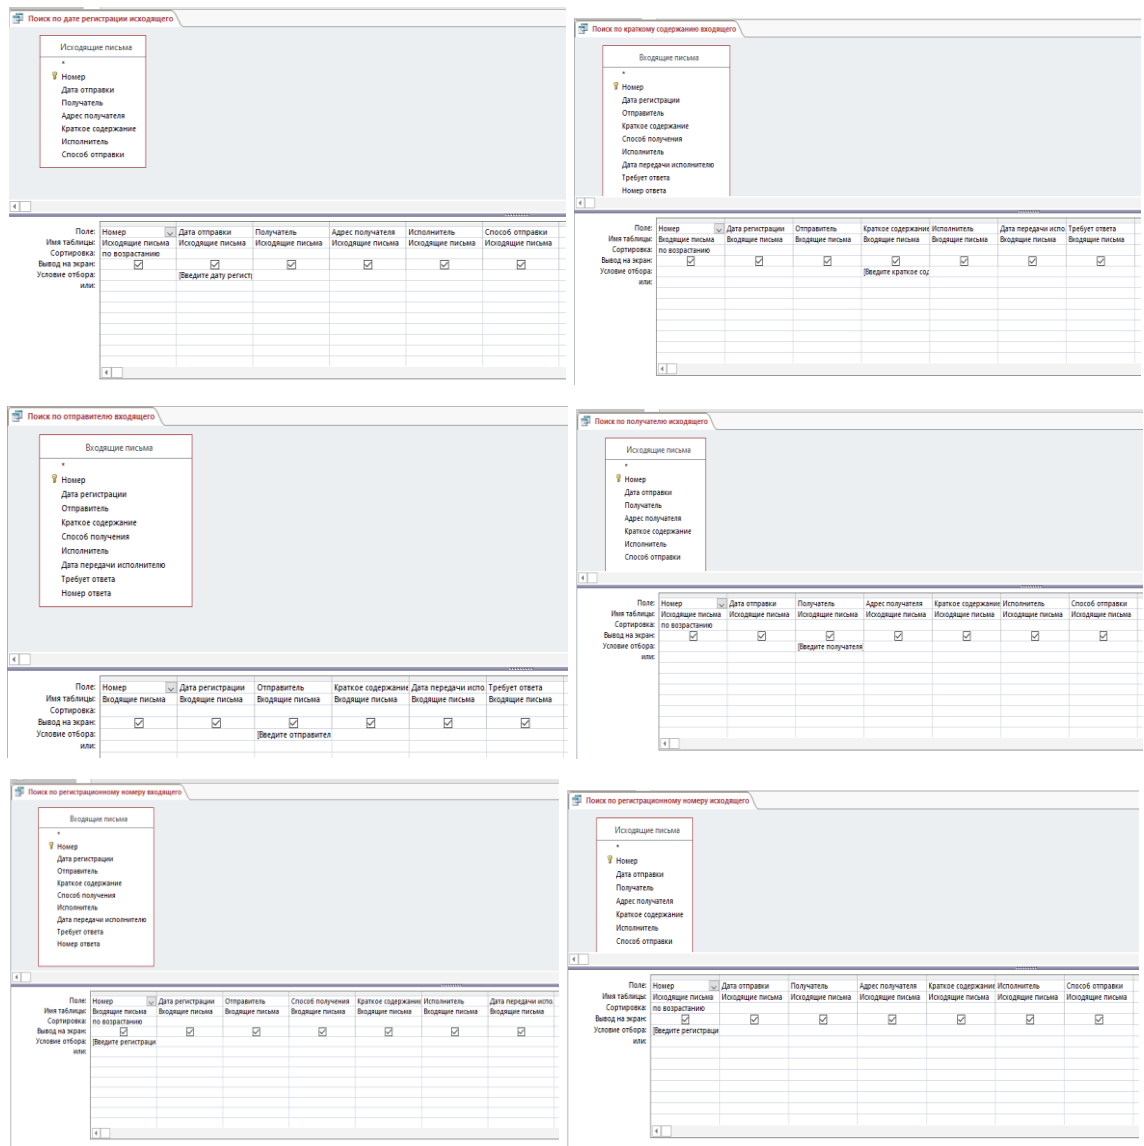 Поиск по дате регистрации исходящего
Исходящие письма
*
Номер
Дата отправки
Получатель
Адрес получателя
Краткое содержание
Исполнитель
Способ отправки
Поле: Номер Дата отправки Получатель Адрес получателя Исполнитель Способ отправки
Имя таблицы: Исходящие письма Исходящие письма Исходящие письма Исходящие письма Исходящие письма Исходящие письма
Сортировка: по возрастанию
Вывод на экран:
Условие отбора: [Введите дату регист
или:
Поиск по краткому содержанию входящего
Входящие письма
*
Номер
Дата регистрации
Отправитель
Краткое содержание
Способ получения
Исполнитель
Дата передачи исполнителю
Требует ответа
Номер ответа
Поле: Номер Дата регистрации Отправитель Краткое содержание Исполнитель Дата передачи испо Требует ответа
Имя таблицы: Входящие письма Входящие письма Входящие письма Входящие письма Входящие письма Входящие письма Входящие письма
Сортировка: по возрастанию
Вывод на экран:
Условие отбора: [Введите краткое сод
или:
Поиск по отправителю входящего
Входящие письма
*
Номер
Дата регистрации
Отправитель
Краткое содержание
Способ получения
Исполнитель
Дата передачи исполнителю
Требует ответа
Номер ответа
Поле: Номер Дата регистрации Отправитель Краткое содержание Дата передачи испо Требует ответа
Имя таблицы: Входящие письма Входящие письма Входящие письма Входящие письма Входящие письма Входящие письма
Сортировка:
Вывод на экран:
Условие отбора: [Введите отправител
или:
Поиск по получателю исходящего
Исходящие письма
*
Номер
Дата отправки
Получатель
Адрес получателя
Краткое содержание
Исполнитель
Способ отправки
Поле: Номер Дата отправки Получатель Адрес получателя Краткое содержание Исполнитель Способ отправки
Имя таблицы: Исходящие письма Исходящие письма Исходящие письма Исходящие письма Исходящие письма Исходящие письма Исходящие письма
Сортировка: по возрастанию
Вывод на экран:
Условие отбора: [Введите получателя
или:
Поиск по регистрационному номеру входящего
Входящие письма
*
Номер
Дата регистрации
Отправитель
Краткое содержание
Способ получения
Исполнитель
Дата передачи исполнителю
Требует ответа
Номер ответа
Поле: Номер Дата регистрации Отправитель Способ получения Краткое содержание Исполнитель Дата передачи испо
Имя таблицы: Входящие письма Входящие письма Входящие письма Входящие письма Входящие письма Входящие письма Входящие письма
Сортировка: по возрастанию
Вывод на экран:
Условие отбора: [Введите регистраци
или:
Поиск по регистрационному номеру исходящего
Исходящие письма
*
Номер
Дата отправки
Получатель
Адрес получателя
Краткое содержание
Исполнитель
Способ отправки
Поле: Номер Дата отправки Получатель Адрес получателя Краткое содержание Исполнитель Способ отправки
Имя таблицы: Исходящие письма Исходящие письма Исходящие письма Исходящие письма Исходящие письма Исходящие письма Исходящие письма
Сортировка: по возрастанию
Вывод на экран:
Условие отбора: [Введите регистраци
или: